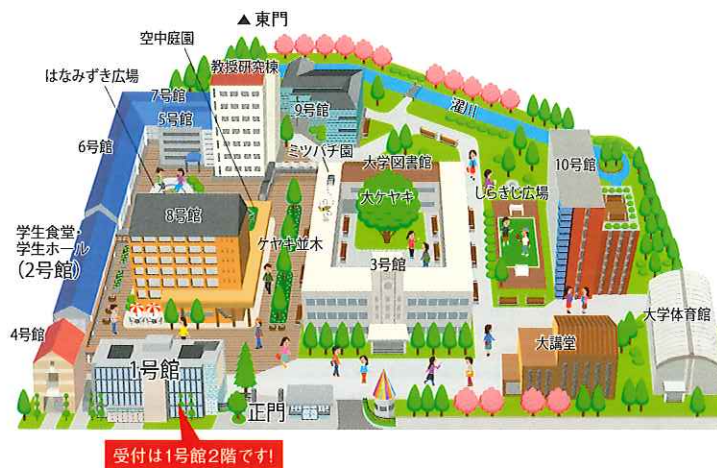 ▲ 東門
空中庭園
はなみずき広場
教授研究棟
7号館
5号館
9号館
濯川
6号館
ミツバチ園
大学図書館
10号館
大ケヤキ
しらきじ広場
8号館
学生食堂・
学生ホール
(2号館)
ケヤキ並木
3号館
大学体育館
4号館
大講堂
1号館
正門
受付は1号館2階です!